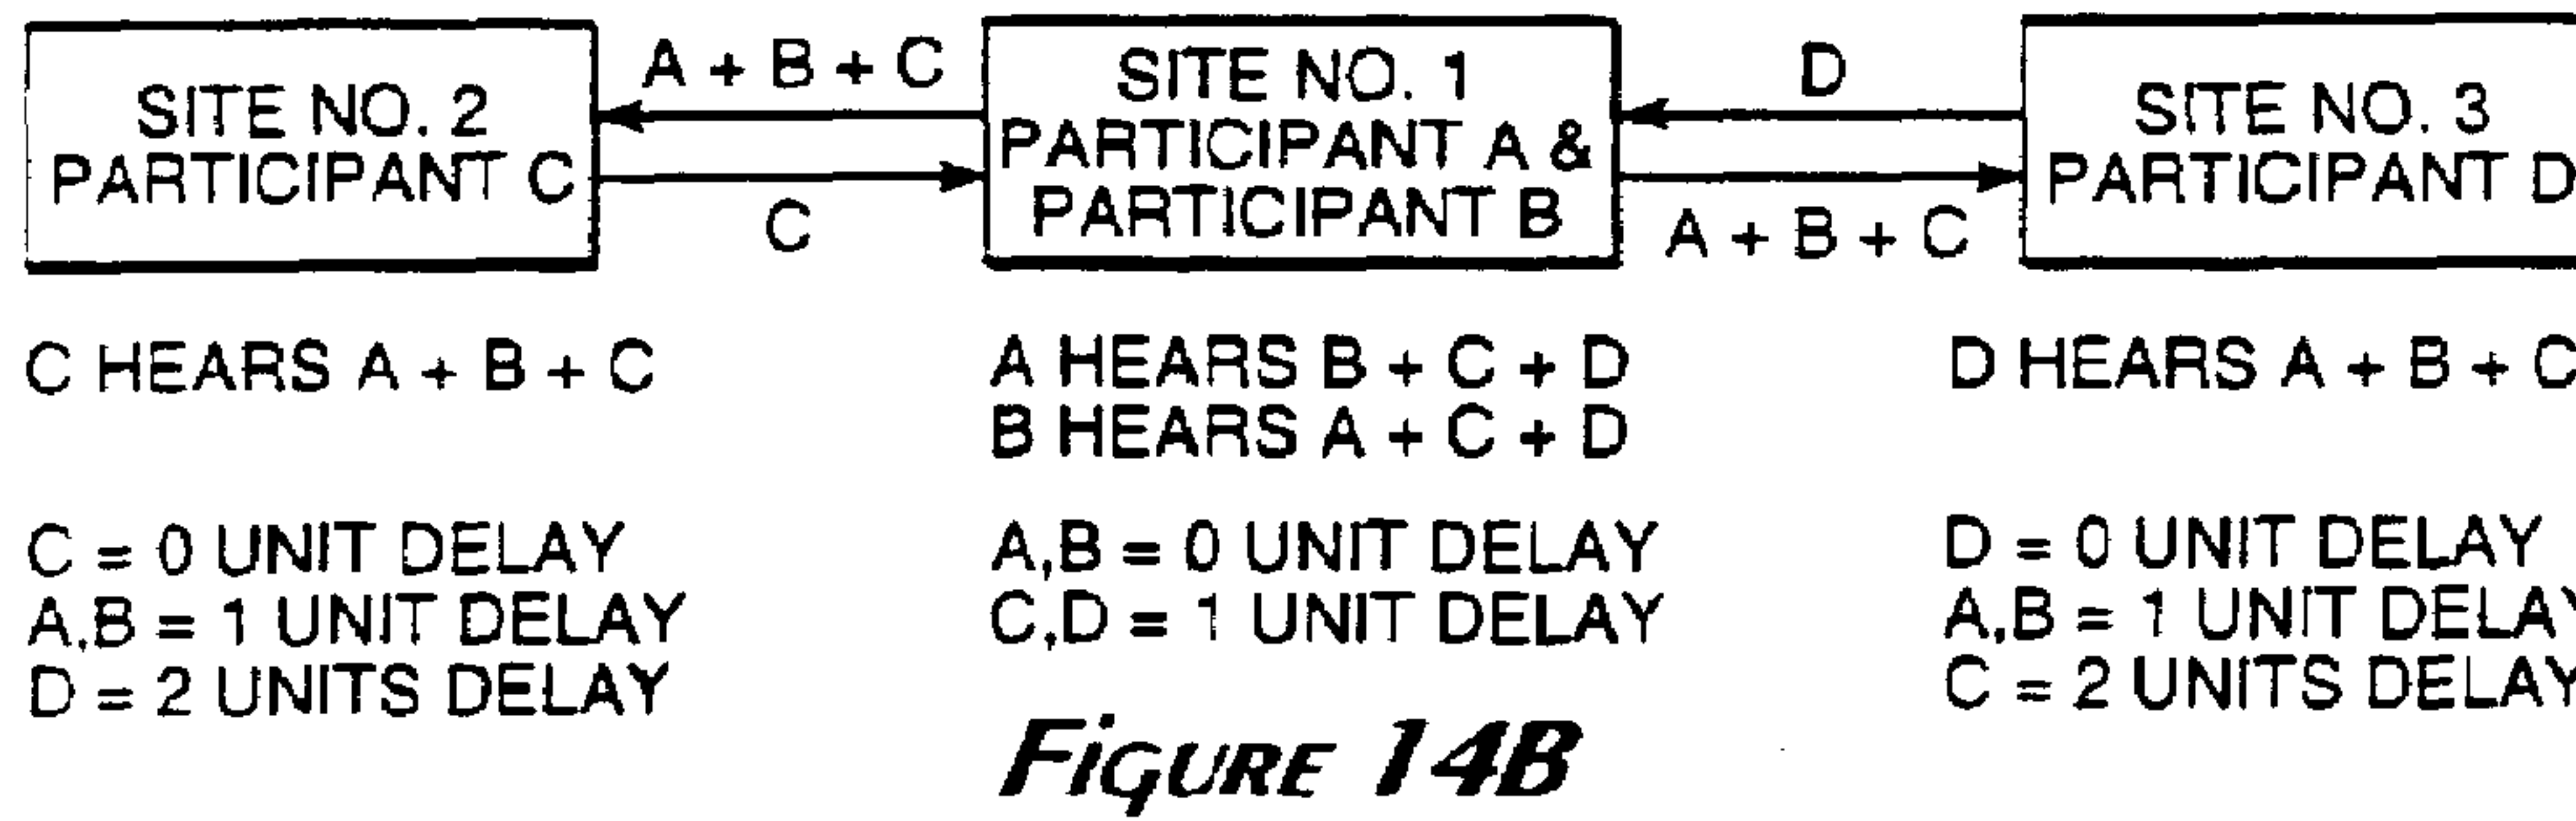 A + B + C
SITE NO. 2
PARTICIPANT C
C
SITE NO. 1
PARTICIPANT A &
PARTICIPANT B
D
A + B + C
SITE NO. 3
PARTICIPANT D
C HEARS A + B + C
A HEARS B + C + D
B HEARS A + C + D
D HEARS A + B + C
C = 0 UNIT DELAY
A,B = 1 UNIT DELAY
D = 2 UNITS DELAY
A,B = 0 UNIT DELAY
C,D = 1 UNIT DELAY
D = 0 UNIT DELAY
A,B = 1 UNIT DELAY
C = 2 UNITS DELAY
FIGURE 14B